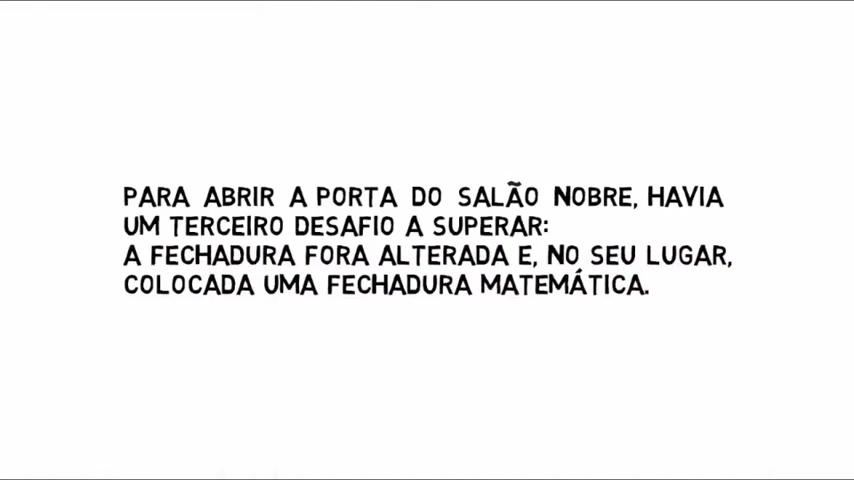 PARA ABRIR A PORTA DO SALÃO NOBRE, HAVIA
UM TERCEIRO DESAFIO A SUPERAR:
A FECHADURA FORA ALTERADA E, NO SEU LUGAR,
COLOCADA UMA FECHADURA MATEMÁTICA.